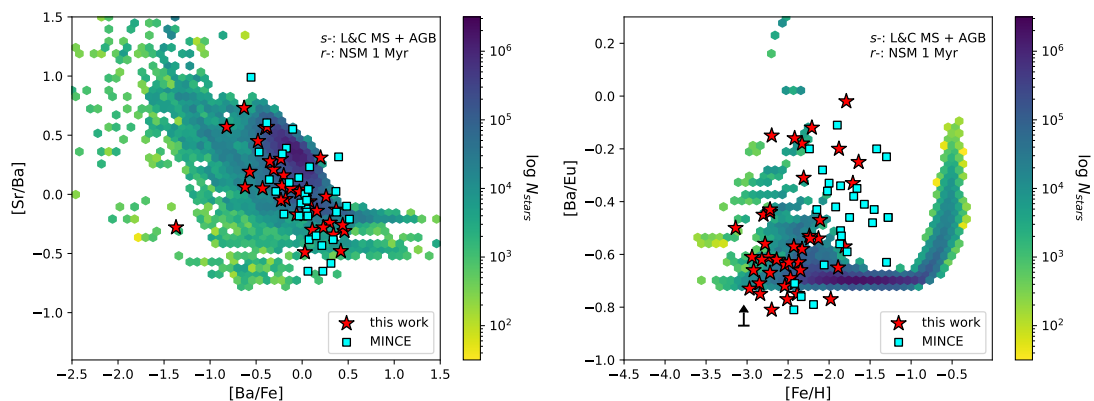 s-: L&C MS + AGB
r-: NSM 1 Myr
[Sr/Ba]
1.5
1.0
0.5
0.0
−0.5
−1.0
−2.5
−2.0
−1.5
−1.0
−0.5
0.0
0.5
1.0
1.5
[Ba/Fe]
this work
MINCE
10^6
10^5
10^4
10^3
10^2
log N_stars
s-: L&C MS + AGB
r-: NSM 1 Myr
[Ba/Eu]
0.2
0.0
−0.2
−0.4
−0.6
−0.8
−1.0
−4.5
−4.0
−3.5
−3.0
−2.5
−2.0
−1.5
−1.0
−0.5
[Fe/H]
this work
MINCE
10^6
10^5
10^4
10^3
10^2
log N_stars